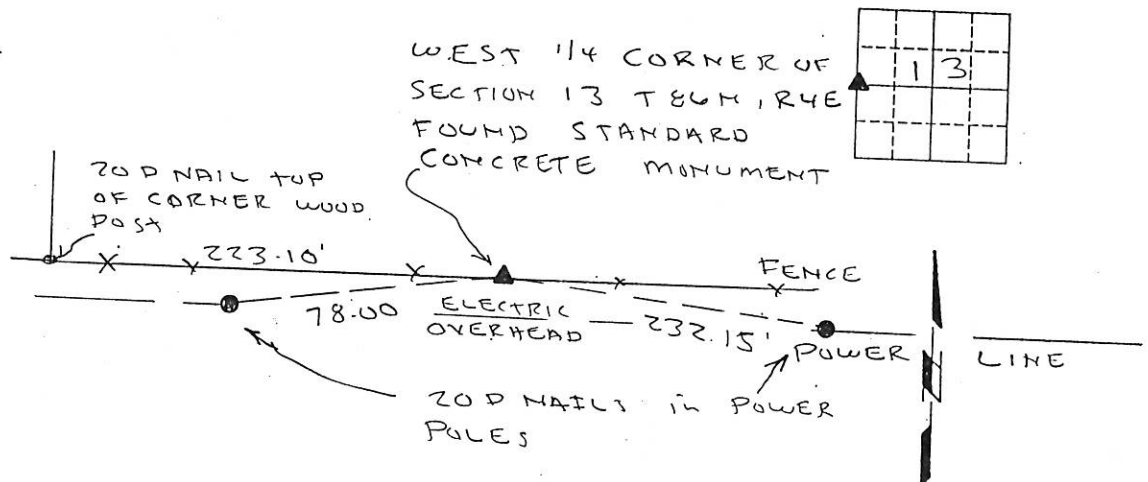 WEST 1/4 CORNER OF
SECTION 13 T26N, R4E
FOUND STANDARD
CONCRETE MONUMENT
13
20 D NAIL TOP
OF CORNER WOOD
POST
223.10'
FENCE
78.00
ELECTRIC
OVERHEAD
232.15'
POWER
LINE
N
20 D NAILS in POWER
POLES